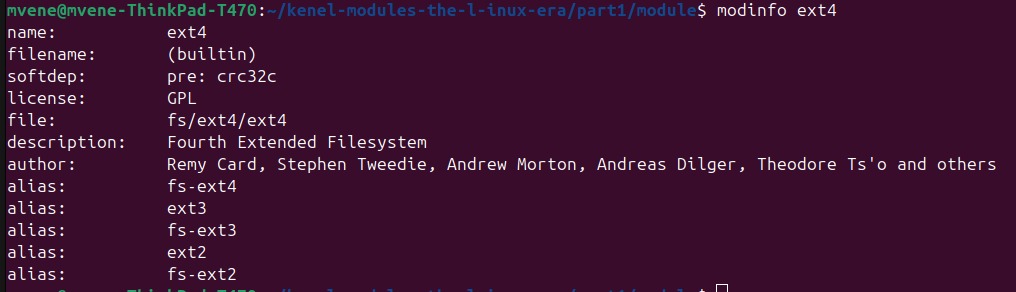 mvene@mvene-ThinkPad-T470:~/kenel-modules-the-l-inux-era/part1/module$ modinfo ext4
name: ext4
filename: (builtin)
softdep: pre: crc32c
license: GPL
file: fs/ext4/ext4
description: Fourth Extended Filesystem
author: Remy Card, Stephen Tweedie, Andrew Morton, Andreas Dilger, Theodore Ts'o and others
alias: fs-ext4
alias: ext3
alias: fs-ext3
alias: ext2
alias: fs-ext2